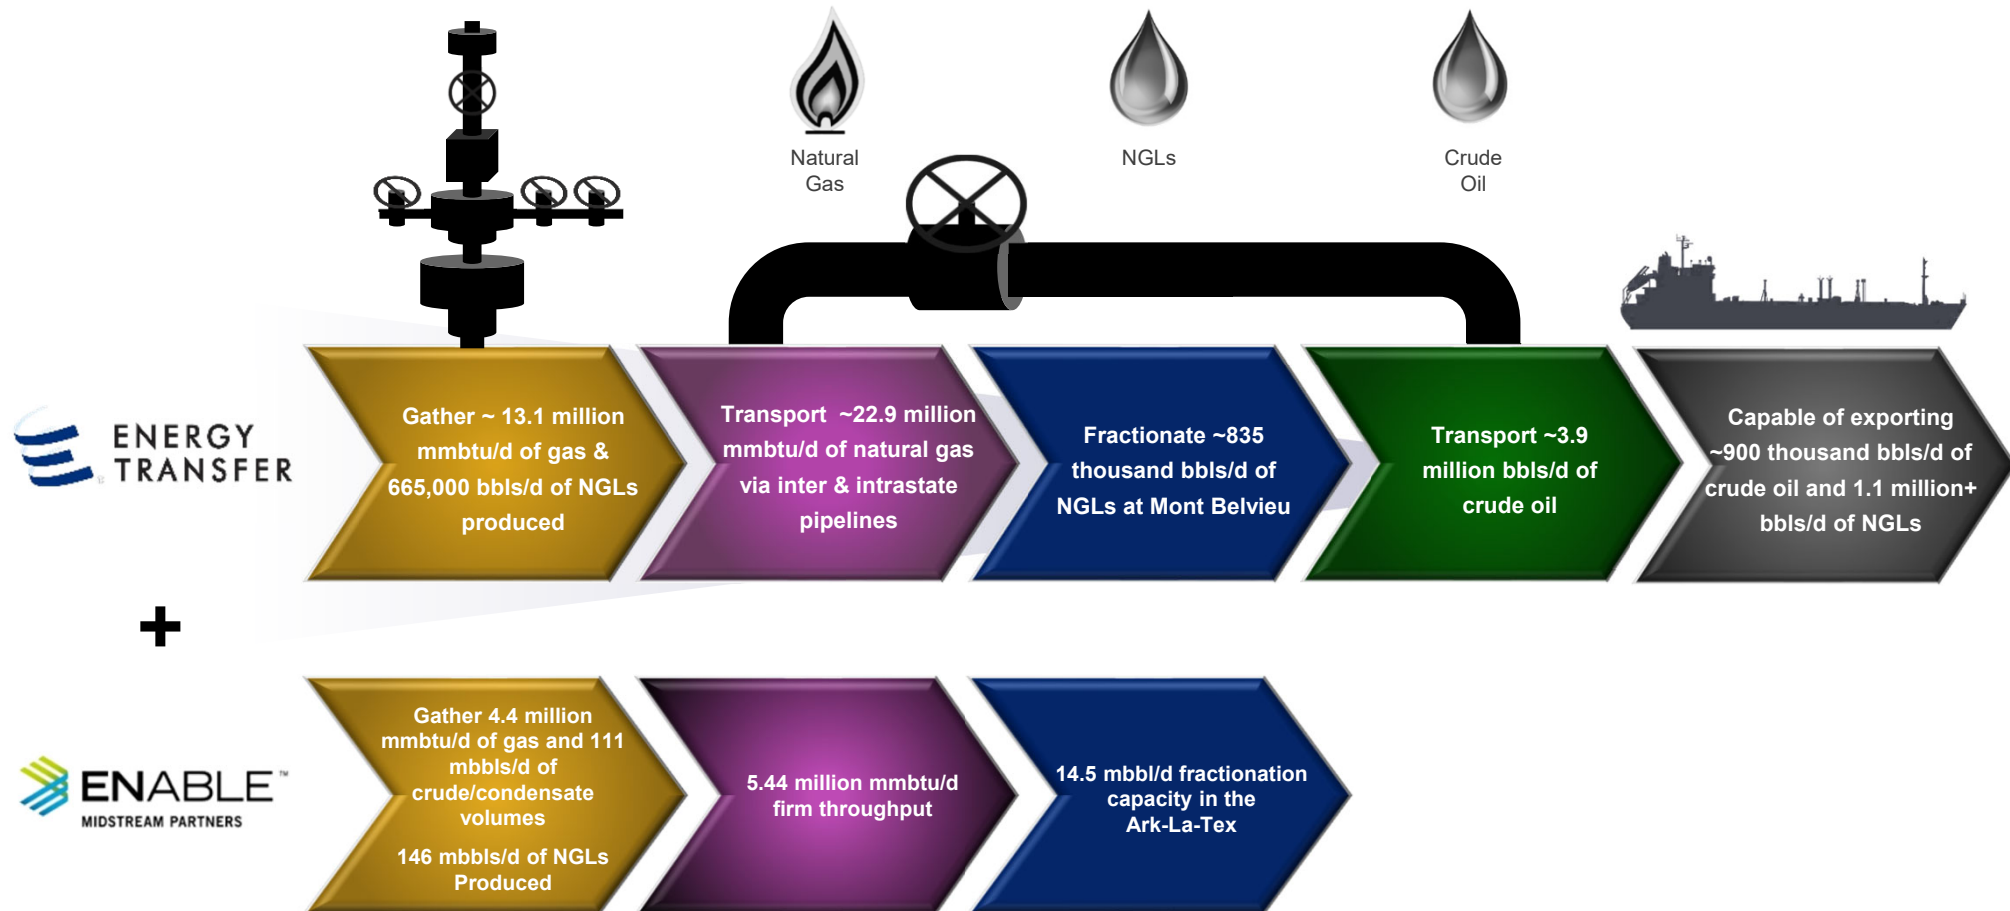 Natural
Gas
NGLs
Crude
Oil
ENERGY
TRANSFER
Gather ~ 13.1 million
mmbtu/d of gas &
665,000 bbls/d of NGLs
produced
Transport ~22.9 million
mmbtu/d of natural gas
via inter & intrastate
pipelines
Fractionate ~835
thousand bbls/d of
NGLs at Mont Belvieu
Transport ~3.9
million bbls/d of
crude oil
Capable of exporting
~900 thousand bbls/d of
crude oil and 1.1 million+
bbls/d of NGLs
+
ENABLE™
MIDSTREAM PARTNERS
Gather 4.4 million
mmbtu/d of gas and 111
mbbls/d of
crude/condensate
volumes
146 mbbls/d of NGLs
Produced
5.44 million mmbtu/d
firm throughput
14.5 mbbl/d fractionation
capacity in the
Ark-La-Tex